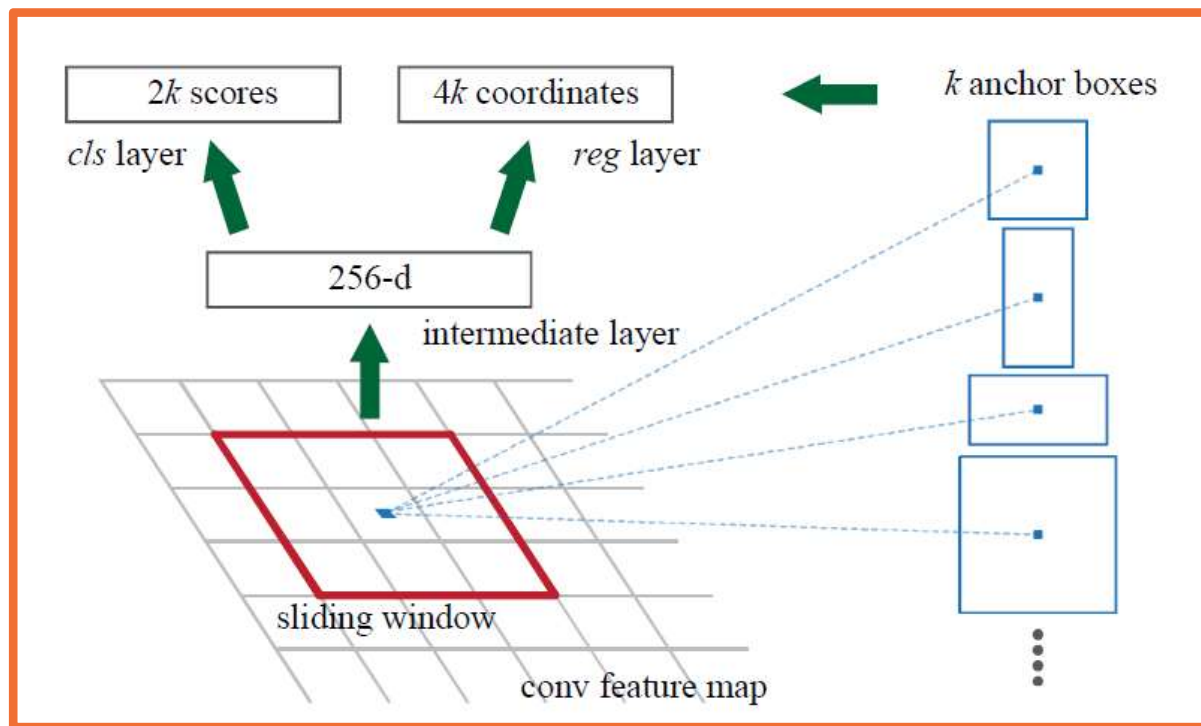 2k scores
4k coordinates
k anchor boxes
cls layer
reg layer
256-d
intermediate layer
sliding window
conv feature map